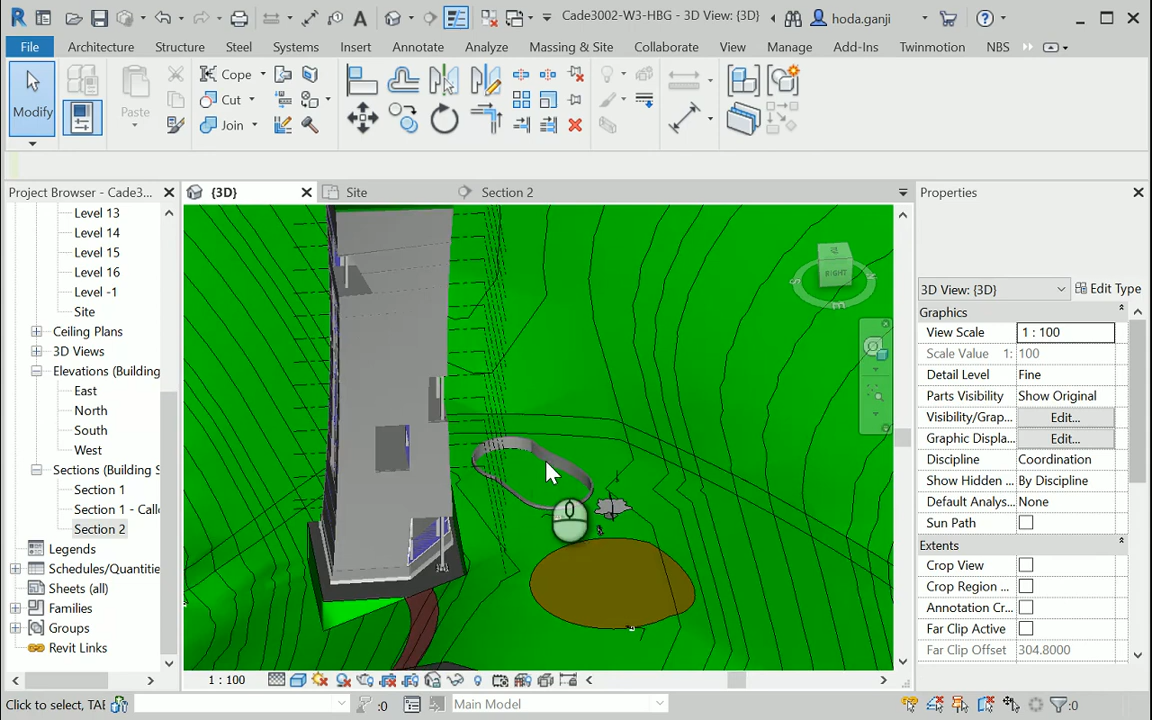 Cade3002-W3-HBG - 3D View: {3D}
hoda.ganji
File Architecture Structure Steel Systems Insert Annotate Analyze Massing & Site Collaborate View Manage Add-Ins Twinmotion NBS
Cope
Cut
Join
Modify
Paste
Project Browser - Cade3...
{3D}
Site
Section 2
Properties
Level 13
Level 14
Level 15
Level 16
Level -1
Site
Ceiling Plans
3D Views
Elevations (Building
East
North
South
West
Sections (Building S
Section 1
Section 1 - Callo
Section 2
Legends
Schedules/Quantitie
Sheets (all)
Families
Groups
Revit Links
RIGHT
3D View: {3D}
Edit Type
Graphics
View Scale 1 : 100
Scale Value 1: 100
Detail Level Fine
Parts Visibility Show Original
Visibility/Grap... Edit...
Graphic Displa... Edit...
Discipline Coordination
Show Hidden ... By Discipline
Default Analys... None
Sun Path
Extents
Crop View
Crop Region ...
Annotation Cr...
Far Clip Active
Far Clip Offset 304.8000
1 : 100
Click to select, TAE
:0
Main Model
:0